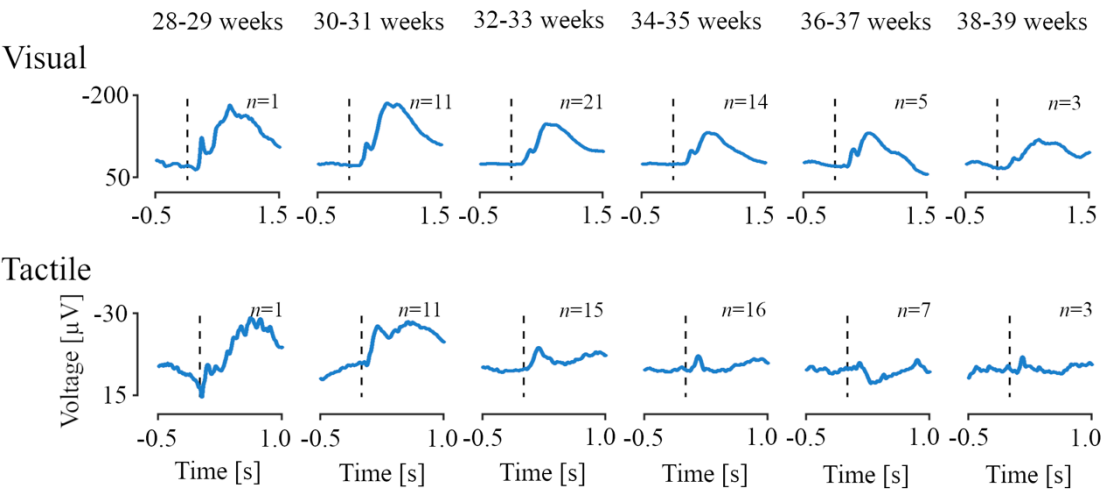 28-29 weeks 30-31 weeks 32-33 weeks 34-35 weeks 36-37 weeks 38-39 weeks
Visual
-200 n=1 n=11 n=21 n=14 n=5 n=3
50
-0.5 1.5 -0.5 1.5 -0.5 1.5 -0.5 1.5 -0.5 1.5 -0.5 1.5
Tactile
Voltage [µV]
-30 n=1 n=11 n=15 n=16 n=7 n=3
15
-0.5 1.0 -0.5 1.0 -0.5 1.0 -0.5 1.0 -0.5 1.0 -0.5 1.0
Time [s] Time [s] Time [s] Time [s] Time [s] Time [s]